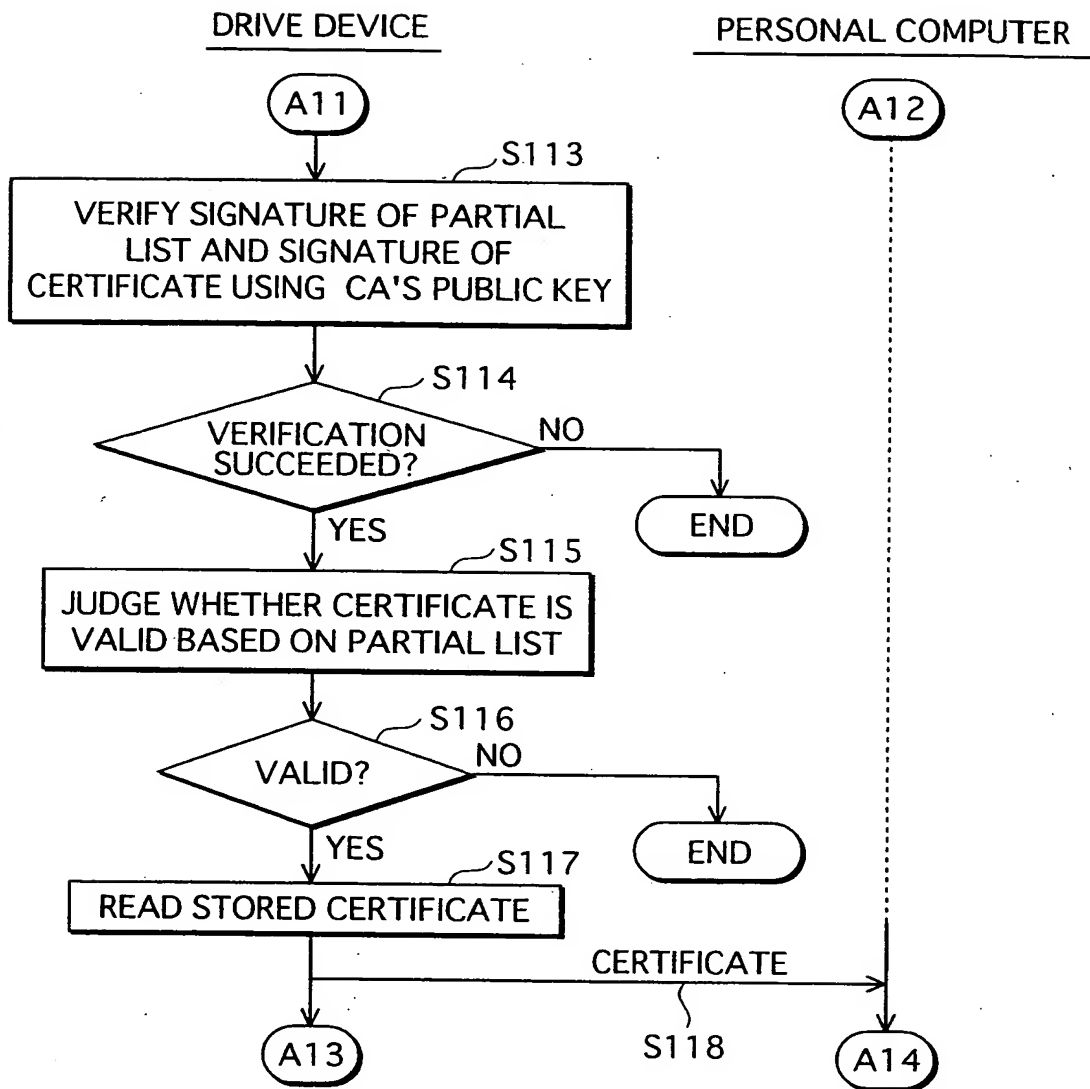 DRIVE DEVICE
PERSONAL COMPUTER
A11
A12
S113
VERIFY SIGNATURE OF PARTIAL
LIST AND SIGNATURE OF
CERTIFICATE USING CA'S PUBLIC KEY
S114
VERIFICATION
SUCCEEDED?
NO
END
YES
S115
JUDGE WHETHER CERTIFICATE IS
VALID BASED ON PARTIAL LIST
S116
VALID?
NO
END
YES
S117
READ STORED CERTIFICATE
CERTIFICATE
S118
A13
A14